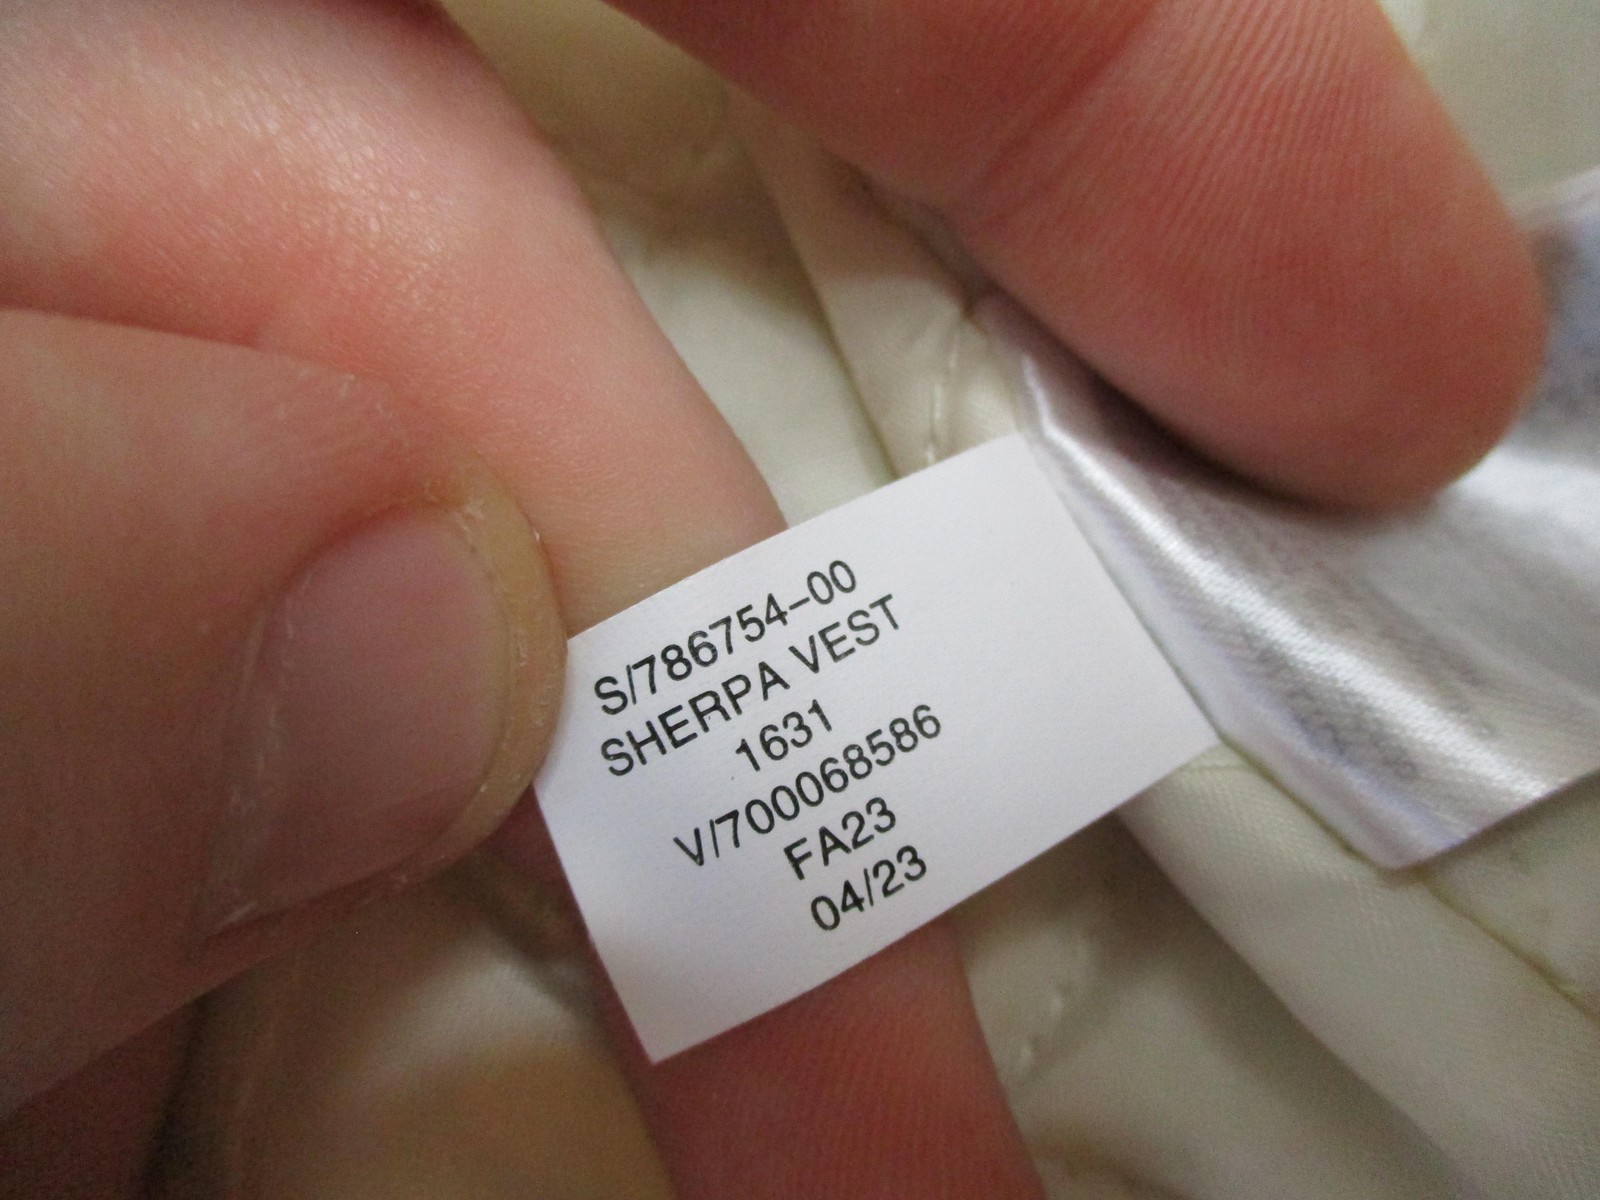 S/786754-00
SHERPA VEST
1631
V/700068586
FA23
04/23